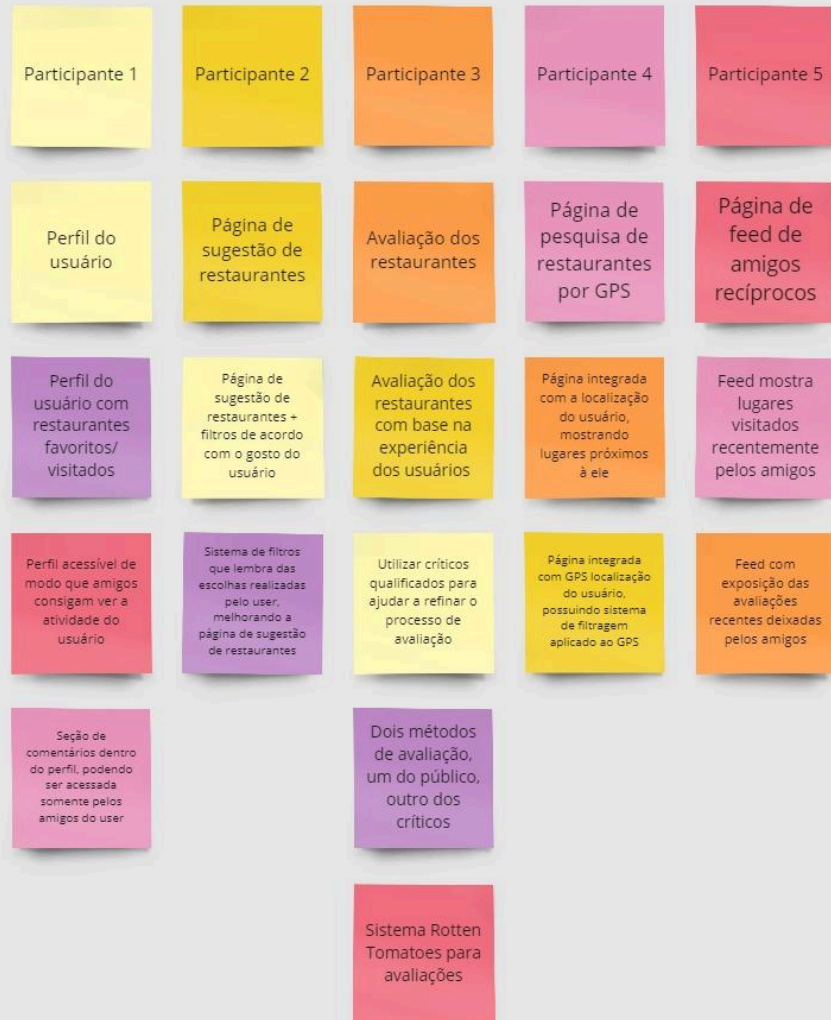 Participante 1
Participante 2
Participante 3
Participante 4
Participante 5
Perfil do
usuário
Página de
sugestão de
restaurantes
Avaliação dos
restaurantes
Página de
pesquisa de
restaurantes
por GPS
Página de
feed de
amigos
recíprocos
Perfil do
usuário com
restaurantes
favoritos/
visitados
Página de
sugestão de
restaurantes +
filtros de acordo
com o gosto do
usuário
Avaliação dos
restaurantes
com base na
experiência
dos usuários
Página integrada
com a localização
do usuário,
mostrando
lugares próximos
à ele
Feed mostra
lugares
visitados
recentemente
pelos amigos
Perfil acessível de
modo que amigos
consigam ver a
atividade do
usuário
Sistema de filtros
que lembra das
escolhas realizadas
pelo user,
melhorando a
página de sugestão
de restaurantes
Utilizar críticos
qualificados para
ajudar a refinar o
processo de
avaliação
Página integrada
com GPS localização
do usuário,
possuindo sistema
de filtragem
aplicado ao GPS
Feed com
exposição das
avaliações
recentes deixadas
pelos amigos
Seção de
comentários dentro
do perfil, podendo
ser acessada
somente pelos
amigos do user
Dois métodos
de avaliação,
um do público,
outro dos
críticos
Sistema Rotten
Tomatoes para
avaliações